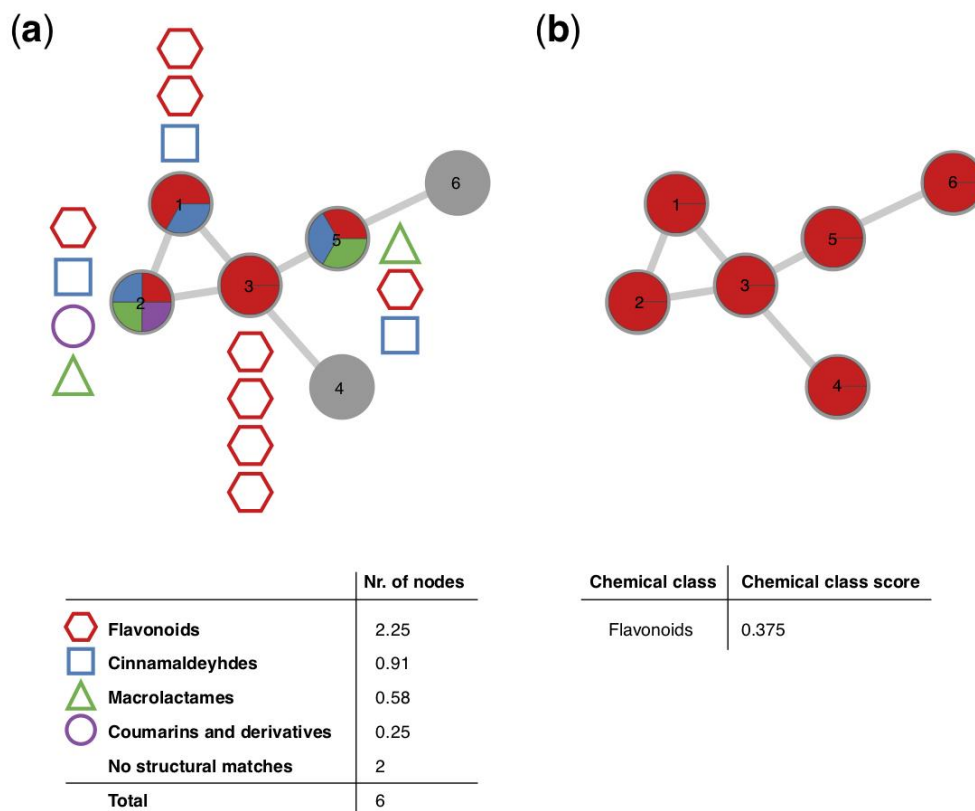 (a)
(b)
1
6
5
3
2
4
6
1
5
3
2
4
Nr. of nodes
Flavonoids 2.25
Cinnamaldeyhdes 0.91
Macrolactames 0.58
Coumarins and derivatives 0.25
No structural matches 2
Total 6
Chemical class Chemical class score
Flavonoids 0.375